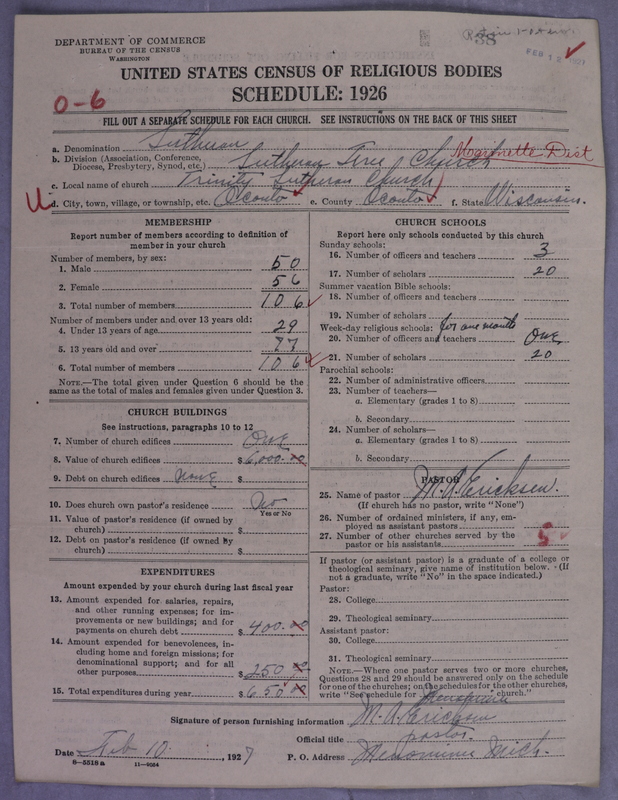 DEPARTMENT OF COMMERCE
BUREAU OF THE CENSUS
WASHINGTON
38
FEB 12 1927
UNITED STATES CENSUS OF RELIGIOUS BODIES
SCHEDULE: 1926
0-6
FILL OUT A SEPARATE SCHEDULE FOR EACH CHURCH. SEE INSTRUCTIONS ON THE BACK OF THIS SHEET
a. Denomination Lutheran
b. Division (Association, Conference, Diocese, Presbytery, Synod, etc.) Lutheran Free Church Marinette Dist
c. Local name of church Trinity Lutheran Church
U d. City, town, village, or township, etc. Oconto e. County Oconto f. State Wisconsin.
MEMBERSHIP
Report number of members according to definition of
member in your church
Number of members, by sex:
1. Male 50
2. Female 56
3. Total number of members 106
Number of members under and over 13 years old:
4. Under 13 years of age 29
5. 13 years old and over 77
6. Total number of members 106
NOTE.—The total given under Question 6 should be
same as the total of males and females given under Question 3.
CHURCH BUILDINGS
See instructions, paragraphs 10 to 12
7. Number of church edifices One
8. Value of church edifices $ 6,000.00
9. Debt on church edifices None $
10. Does church own pastor's residence No
Yes or No
11. Value of pastor's residence (if owned by
church) $
12. Debt on pastor's residence (if owned by
church) $
EXPENDITURES
Amount expended by your church during last fiscal year
13. Amount expended for salaries, repairs,
and other running expenses; for im-
provements or new buildings; and for
payments on church debt $ 400.00
14. Amount expended for benevolences, in-
cluding home and foreign missions; for
denominational support; and for all
other purposes $ 250.00
15. Total expenditures during year $ 650.00
CHURCH SCHOOLS
Report here only schools conducted by this church
Sunday schools:
16. Number of officers and teachers 3
17. Number of scholars 20
Summer vacation Bible schools:
18. Number of officers and teachers
19. Number of scholars
Week-day religious schools: for one month
20. Number of officers and teachers One
21. Number of scholars 20
Parochial schools:
22. Number of administrative officers
23. Number of teachers—
a. Elementary (grades 1 to 8)
b. Secondary
24. Number of scholars—
a. Elementary (grades 1 to 8)
b. Secondary
PASTOR
25. Name of pastor M. A. Ericksen.
(If church has no pastor, write "None")
26. Number of ordained ministers, if any, em-
ployed as assistant pastors
27. Number of other churches served by the
pastor or his assistants 5
If pastor (or assistant pastor) is a graduate of a college or
theological seminary, give name of institution below. (If
not a graduate, write "No" in the space indicated.)
Pastor:
28. College
29. Theological seminary
Assistant pastor:
30. College
31. Theological seminary
NOTE.—Where one pastor serves two or more churches,
Questions 28 and 29 should be answered only on the schedule
for one of the churches; on the schedules for the other churches,
write "See schedule for Menominee church."
Signature of person furnishing information M. A. Ericksen
Official title pastor.
Date Feb 10, 1927 P. O. Address Menominee Mich.
8—5518 a 11—9034